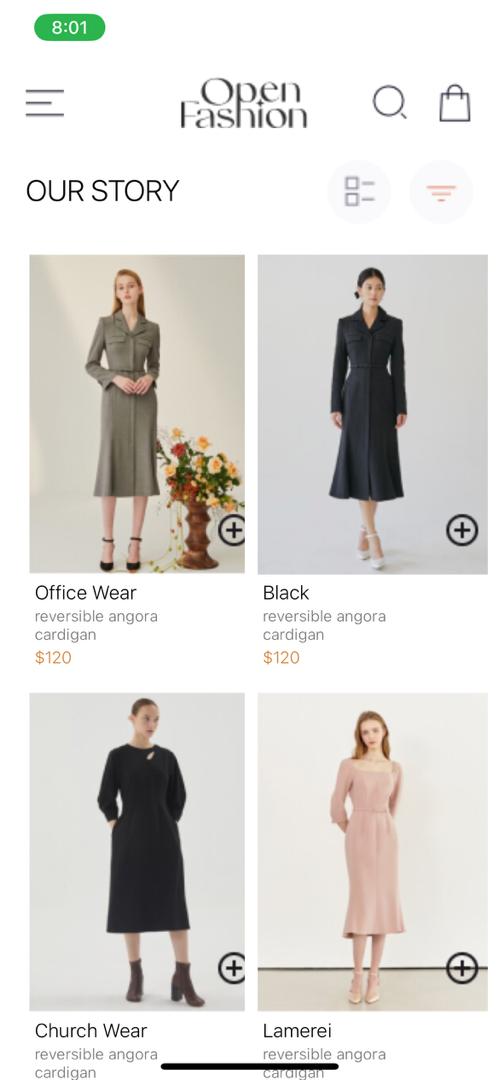 8:01
Open
Fashion
OUR STORY
Office Wear
reversible angora
cardigan
$120
Black
reversible angora
cardigan
$120
Church Wear
reversible angora
cardigan
Lamerei
reversible angora
cardigan